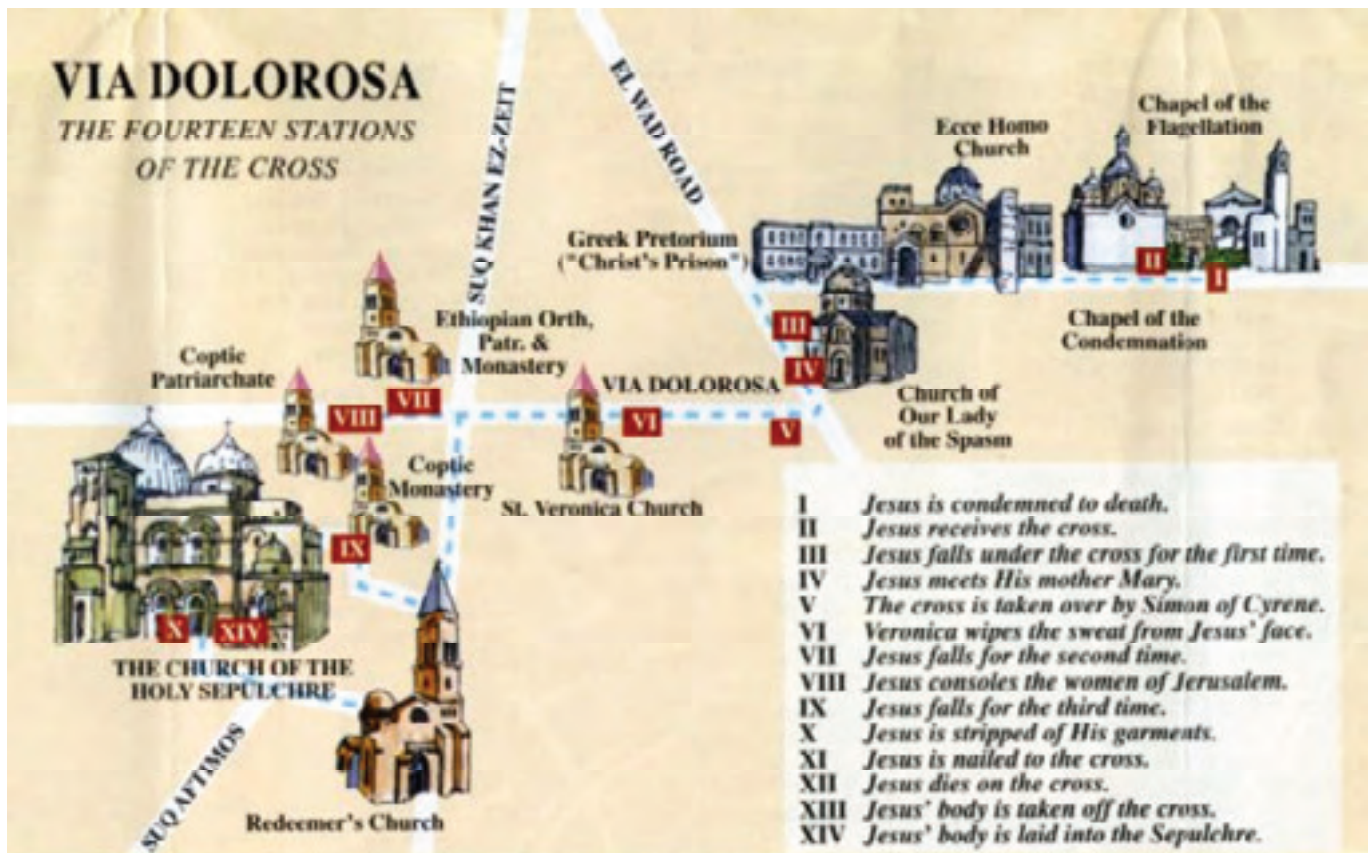 VIA DOLOROSA
THE FOURTEEN STATIONS
OF THE CROSS
SUQ KHAN EZ-ZEIT
EL WAD ROAD
Chapel of the
Flagellation
Ecce Homo
Church
Greek Pretorium
("Christ's Prison")
II
I
Chapel of the
Condemnation
III
IV
Ethiopian Orth,
Patr. &
Monastery
Coptic
Patriarchate
VIII
VII
VIA DOLOROSA
VI
V
Church of
Our Lady
of the Spasm
Coptic
Monastery
St. Veronica Church
IX
X
XIV
THE CHURCH OF THE
HOLY SEPULCHRE
SUQ AFTIMOS
Redeemer's Church
I Jesus is condemned to death.
II Jesus receives the cross.
III Jesus falls under the cross for the first time.
IV Jesus meets His mother Mary.
V The cross is taken over by Simon of Cyrene.
VI Veronica wipes the sweat from Jesus' face.
VII Jesus falls for the second time.
VIII Jesus consoles the women of Jerusalem.
IX Jesus falls for the third time.
X Jesus is stripped of His garments.
XI Jesus is nailed to the cross.
XII Jesus dies on the cross.
XIII Jesus' body is taken off the cross.
XIV Jesus' body is laid into the Sepulchre.